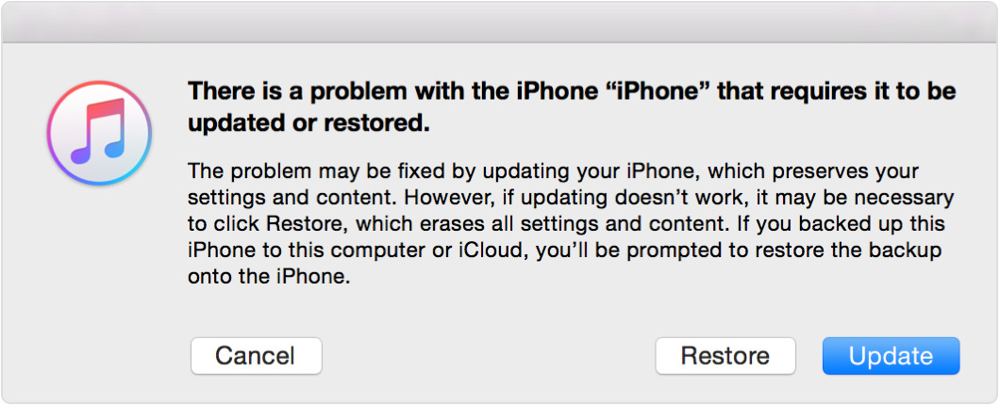 There is a problem with the iPhone “iPhone” that requires it to be
updated or restored.
The problem may be fixed by updating your iPhone, which preserves your
settings and content. However, if updating doesn’t work, it may be necessary
to click Restore, which erases all settings and content. If you backed up this
iPhone to this computer or iCloud, you’ll be prompted to restore the backup
onto the iPhone.
Cancel Restore Update